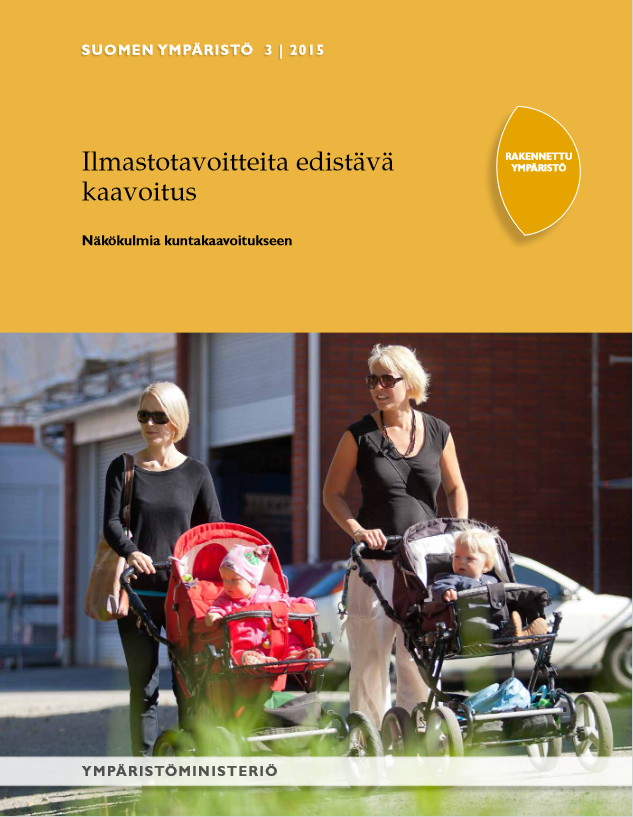 SUOMEN YMPÄRISTÖ 3 | 2015
Ilmastotavoitteita edistävä
kaavoitus
RAKENNETTU
YMPÄRISTÖ
Näkökulmia kuntakaavoitukseen
YMPÄRISTÖMINISTERIÖ